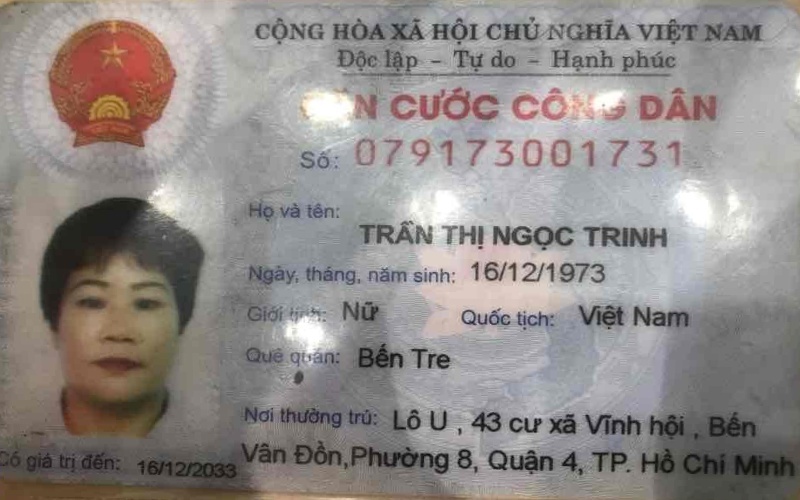 CỘNG HÒA XÃ HỘI CHỦ NGHĨA VIỆT NAM
Độc lập - Tự do - Hạnh phúc
CĂN CƯỚC CÔNG DÂN
Số: 079173001731
Họ và tên:
TRẦN THỊ NGỌC TRINH
Ngày, tháng, năm sinh: 16/12/1973
Giới tính: Nữ Quốc tịch: Việt Nam
Quê quán: Bến Tre
Nơi thường trú: Lô U , 43 cư xã Vĩnh hội , Bến
Vân Đồn,Phường 8, Quận 4, TP. Hồ Chí Minh
Có giá trị đến: 16/12/2033